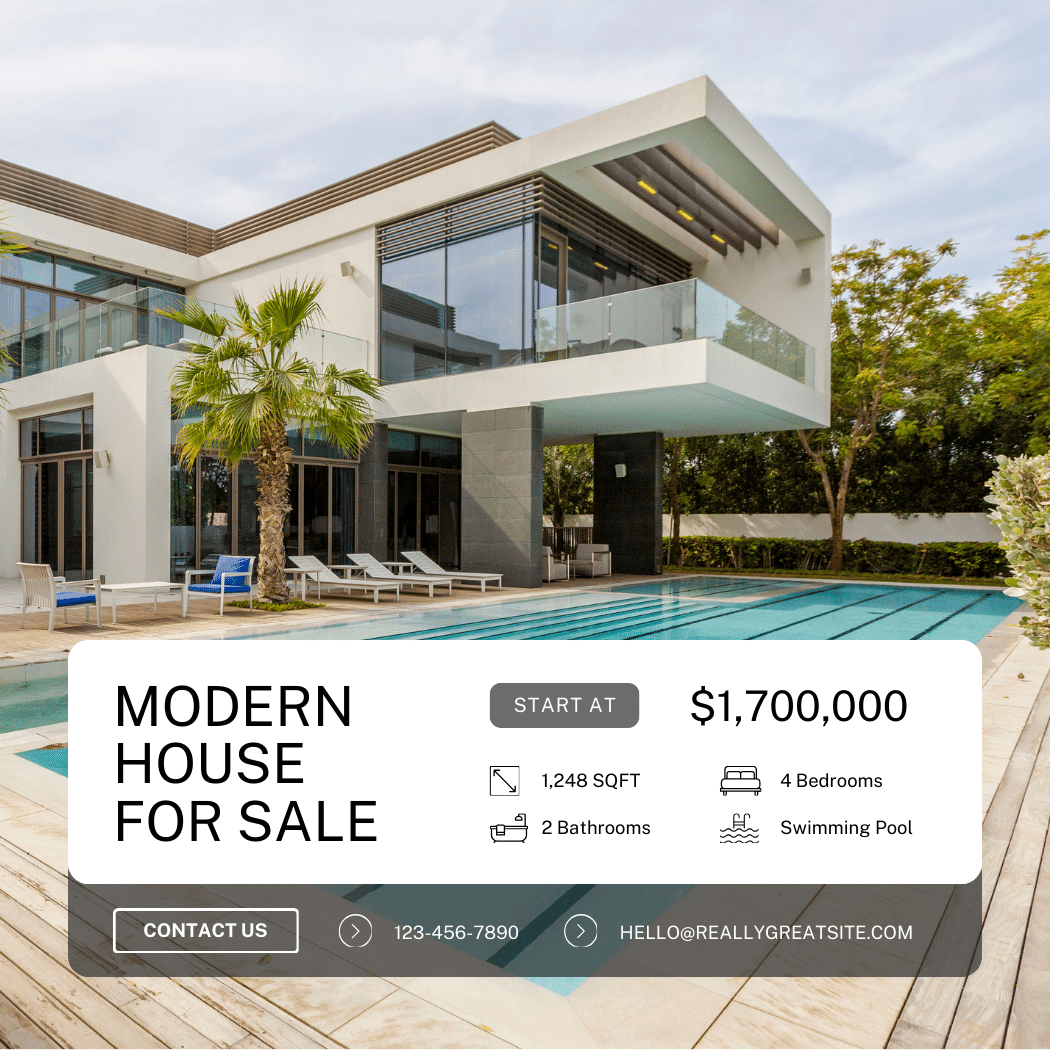 MODERN
HOUSE
FOR SALE
START AT
$1,700,000
1,248 SQFT
4 Bedrooms
2 Bathrooms
Swimming Pool
CONTACT US
123-456-7890
HELLO@REALLYGREATSITE.COM